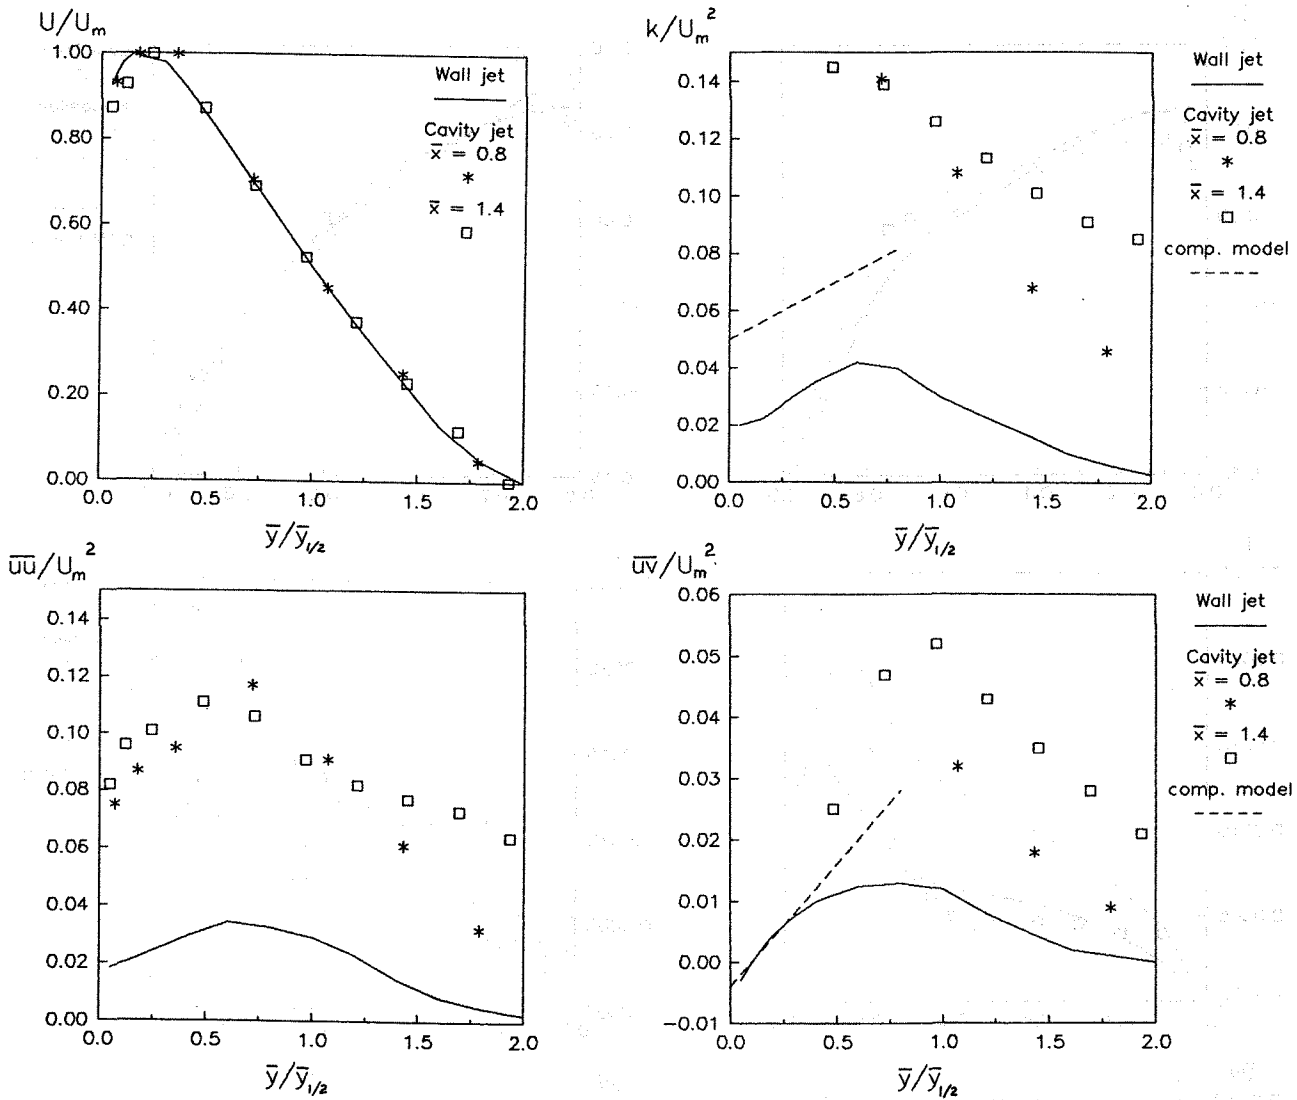 U/U_m
1.00
0.80
0.60
0.40
0.20
0.00
0.0 0.5 1.0 1.5 2.0
y̅/y̅_1/2
Wall jet
Cavity jet
x̅ = 0.8
*
x̅ = 1.4
□
k/U_m^2
0.14
0.12
0.10
0.08
0.06
0.04
0.02
0.00
0.0 0.5 1.0 1.5 2.0
y̅/y̅_1/2
Wall jet
Cavity jet
x̅ = 0.8
*
x̅ = 1.4
□
comp. model
u̅u̅/U_m^2
0.14
0.12
0.10
0.08
0.06
0.04
0.02
0.00
0.0 0.5 1.0 1.5 2.0
y̅/y̅_1/2
u̅v̅/U_m^2
0.06
0.05
0.04
0.03
0.02
0.01
0.00
−0.01
0.0 0.5 1.0 1.5 2.0
y̅/y̅_1/2
Wall jet
Cavity jet
x̅ = 0.8
*
x̅ = 1.4
□
comp. model